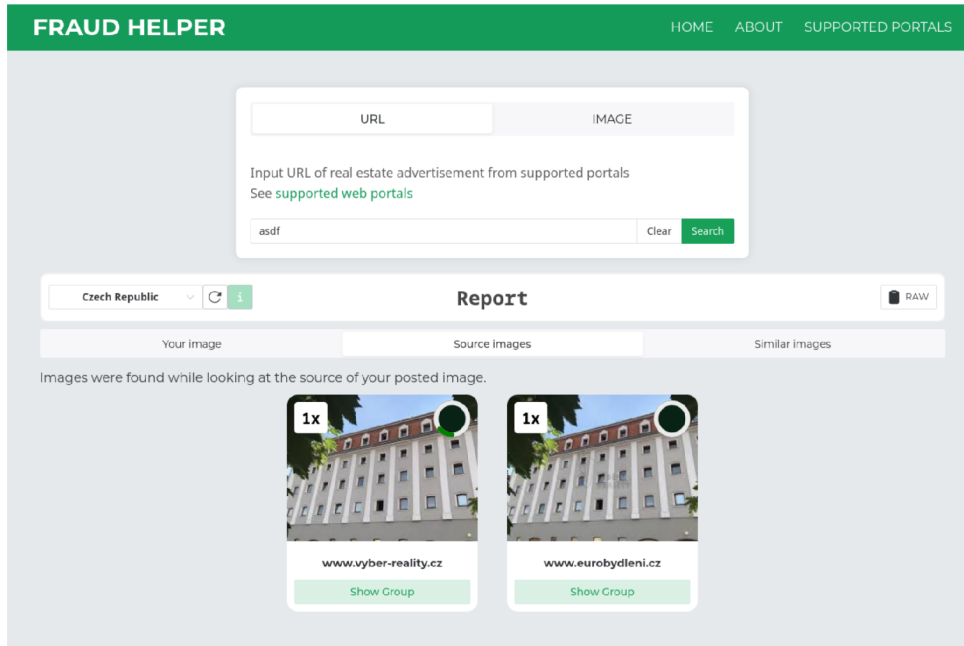 FRAUD HELPER
HOME ABOUT SUPPORTED PORTALS
URL IMAGE
Input URL of real estate advertisement from supported portals
See supported web portals
asdf Clear Search
Czech Republic i Report RAW
Your image Source images Similar images
Images were found while looking at the source of your posted image.
1x 1x
www.vyber-reality.cz www.eurobydleni.cz
Show Group Show Group